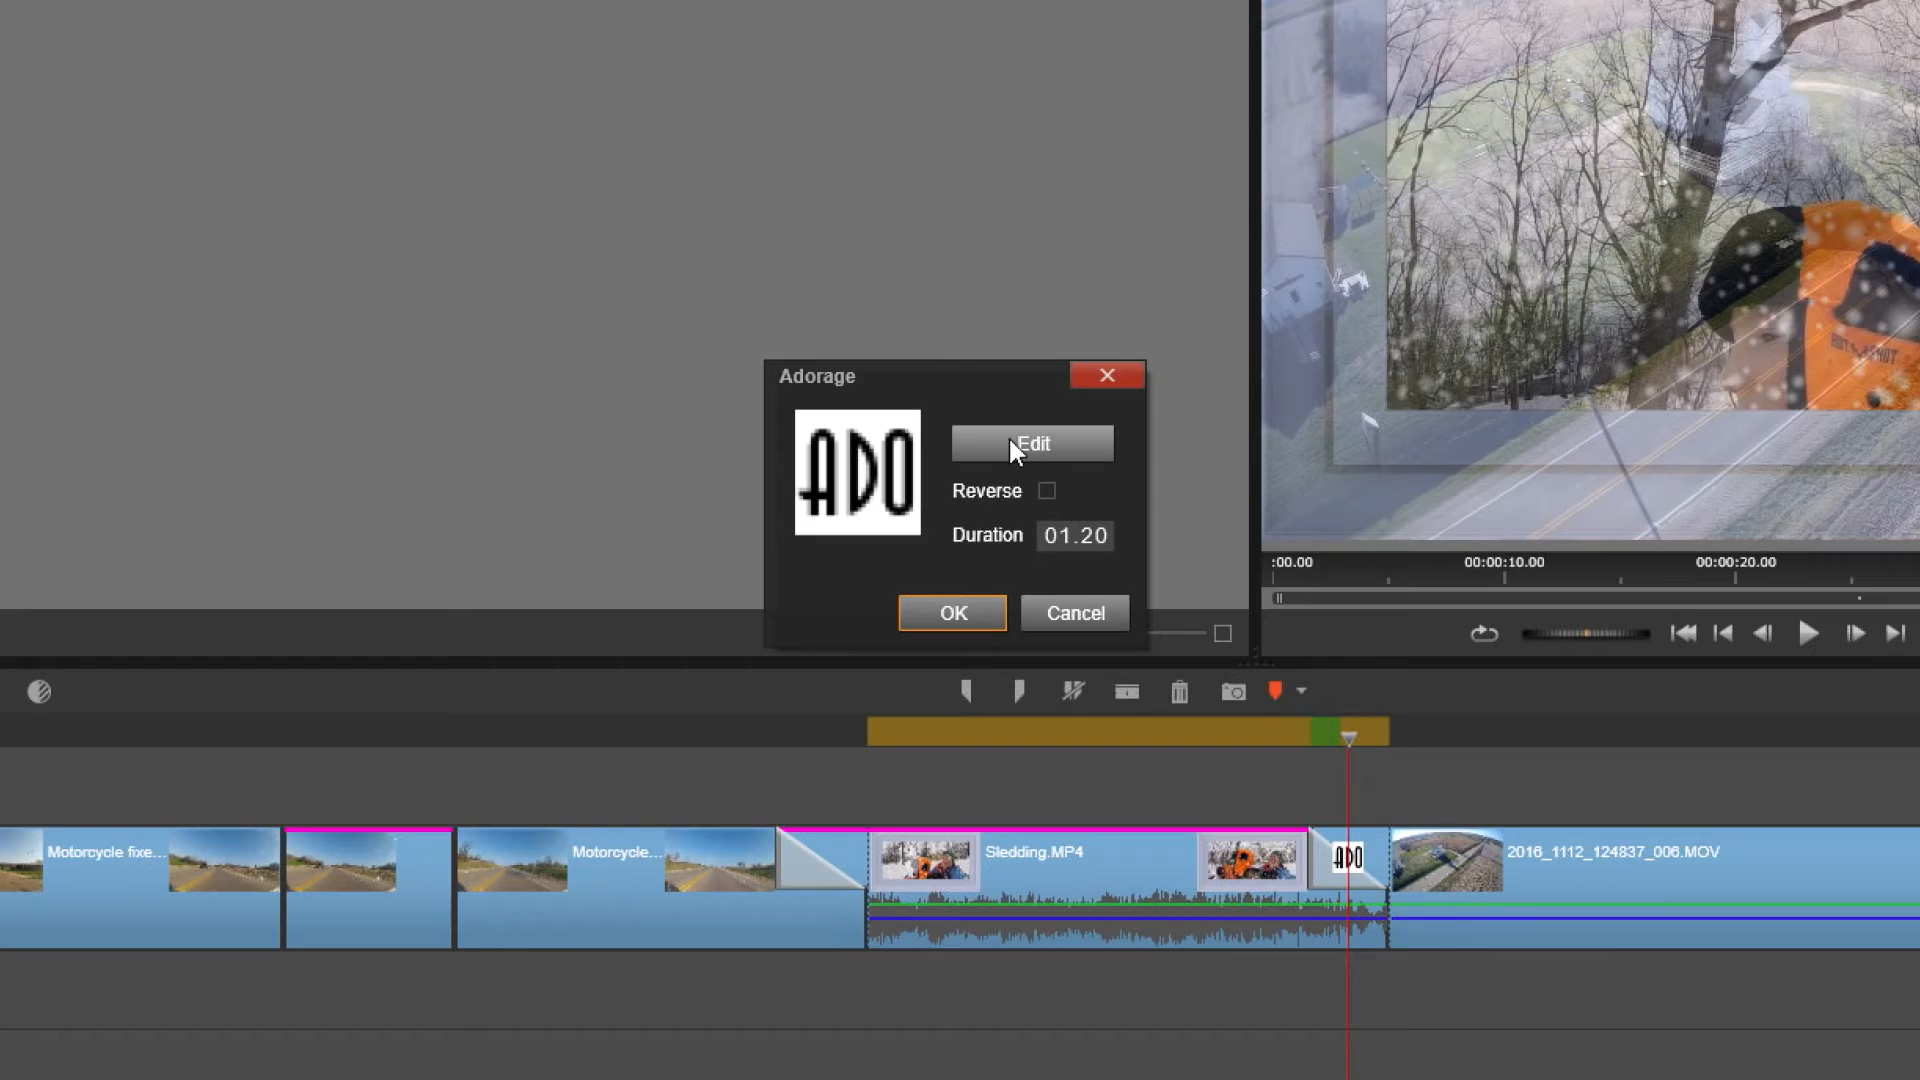 Adorage
ADO
Edit
Reverse
Duration 01.20
OK Cancel
:00.00 00:00:10.00 00:00:20.00
Motorcycle fixe...
Motorcycle...
Sledding.MP4
ADO
2016_1112_124837_006.MOV